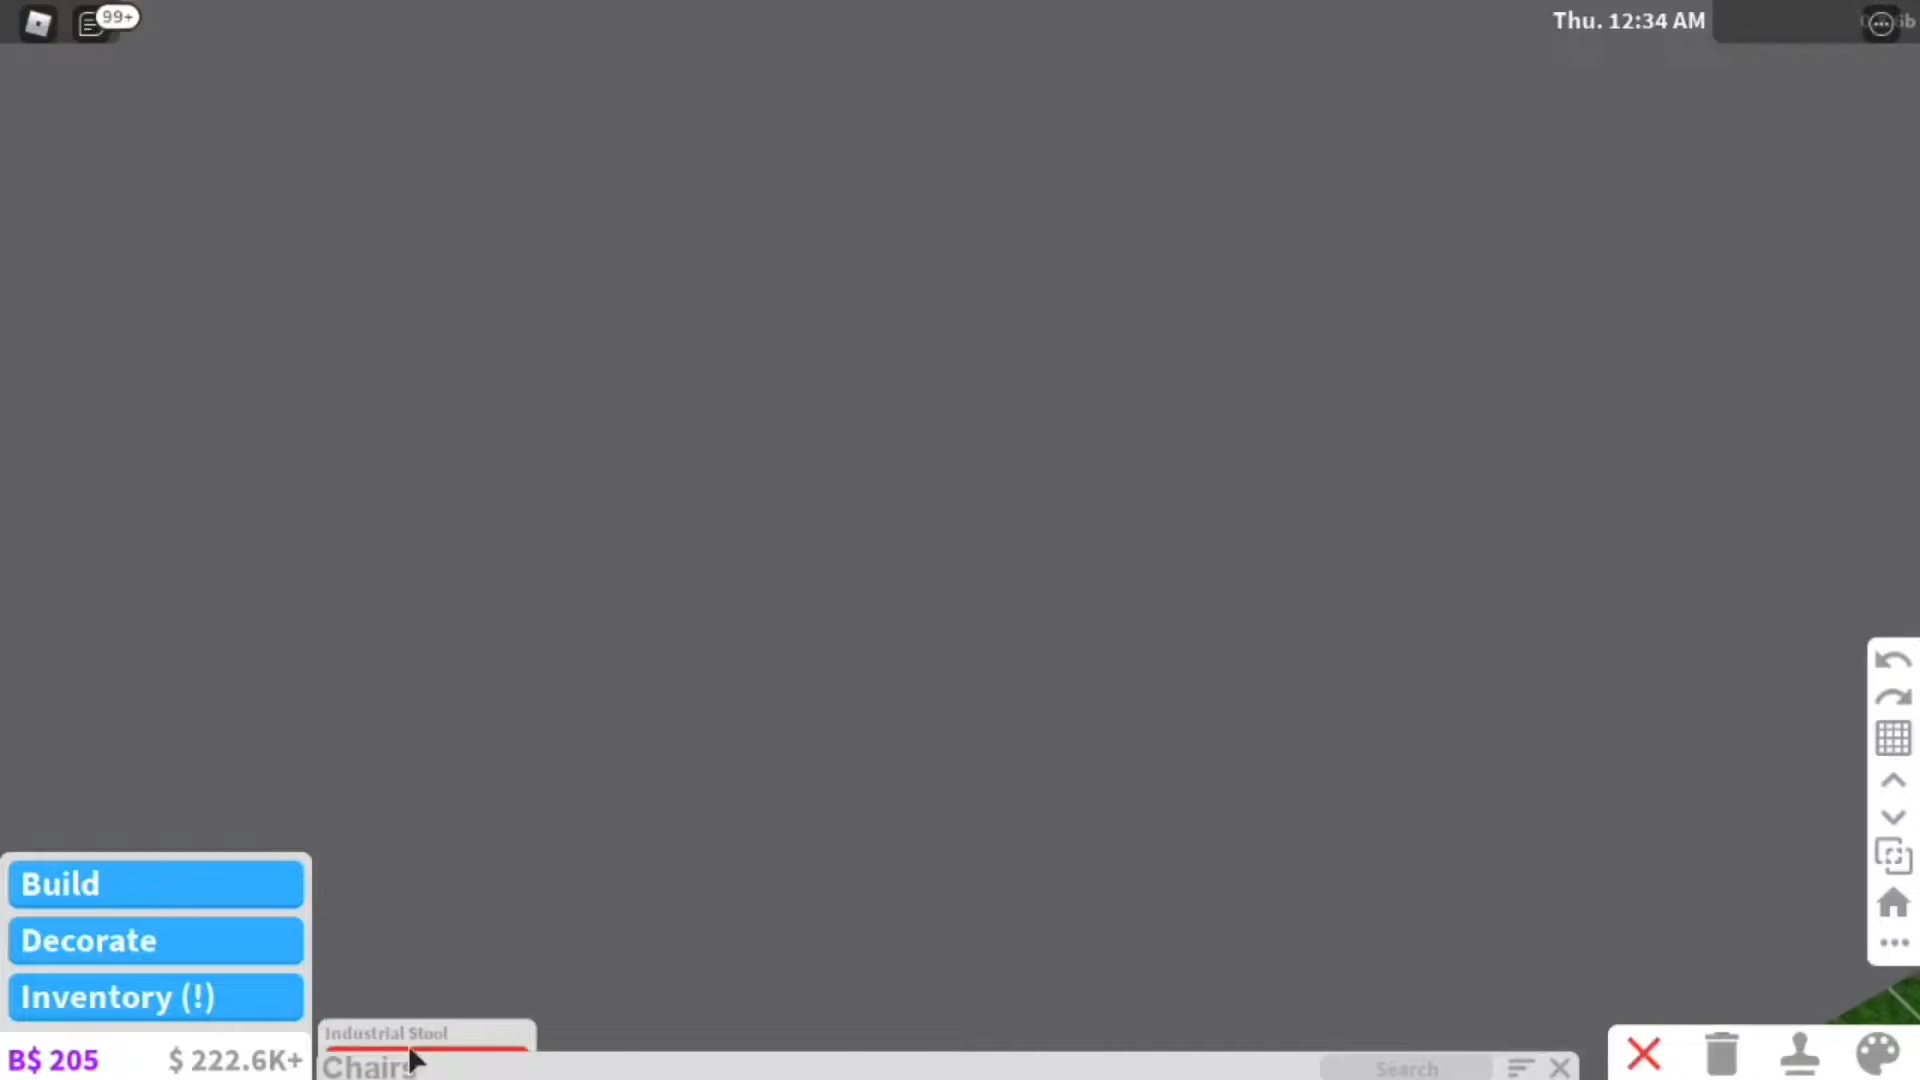 99+
Thu. 12:34 AM
Build
Decorate
Inventory (!)
Industrial Stool
B$ 205
$ 222.6K+
Chairs
Search